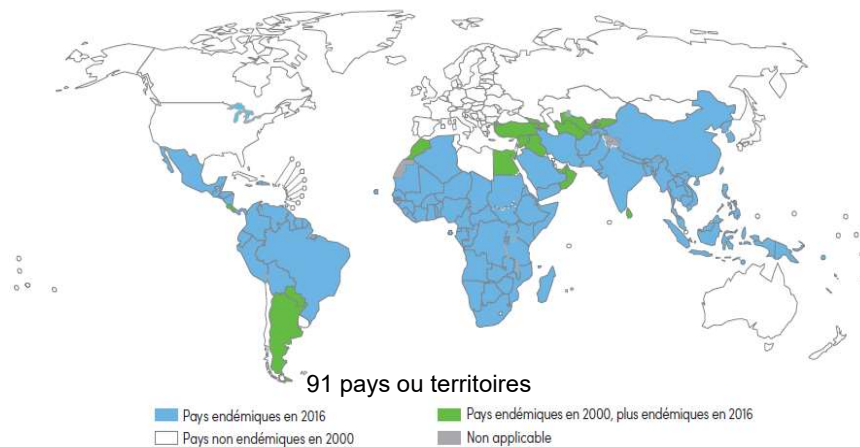 91 pays ou territoires
Pays endémiques en 2016
Pays endémiques en 2000, plus endémiques en 2016
Pays non endémiques en 2000
Non applicable